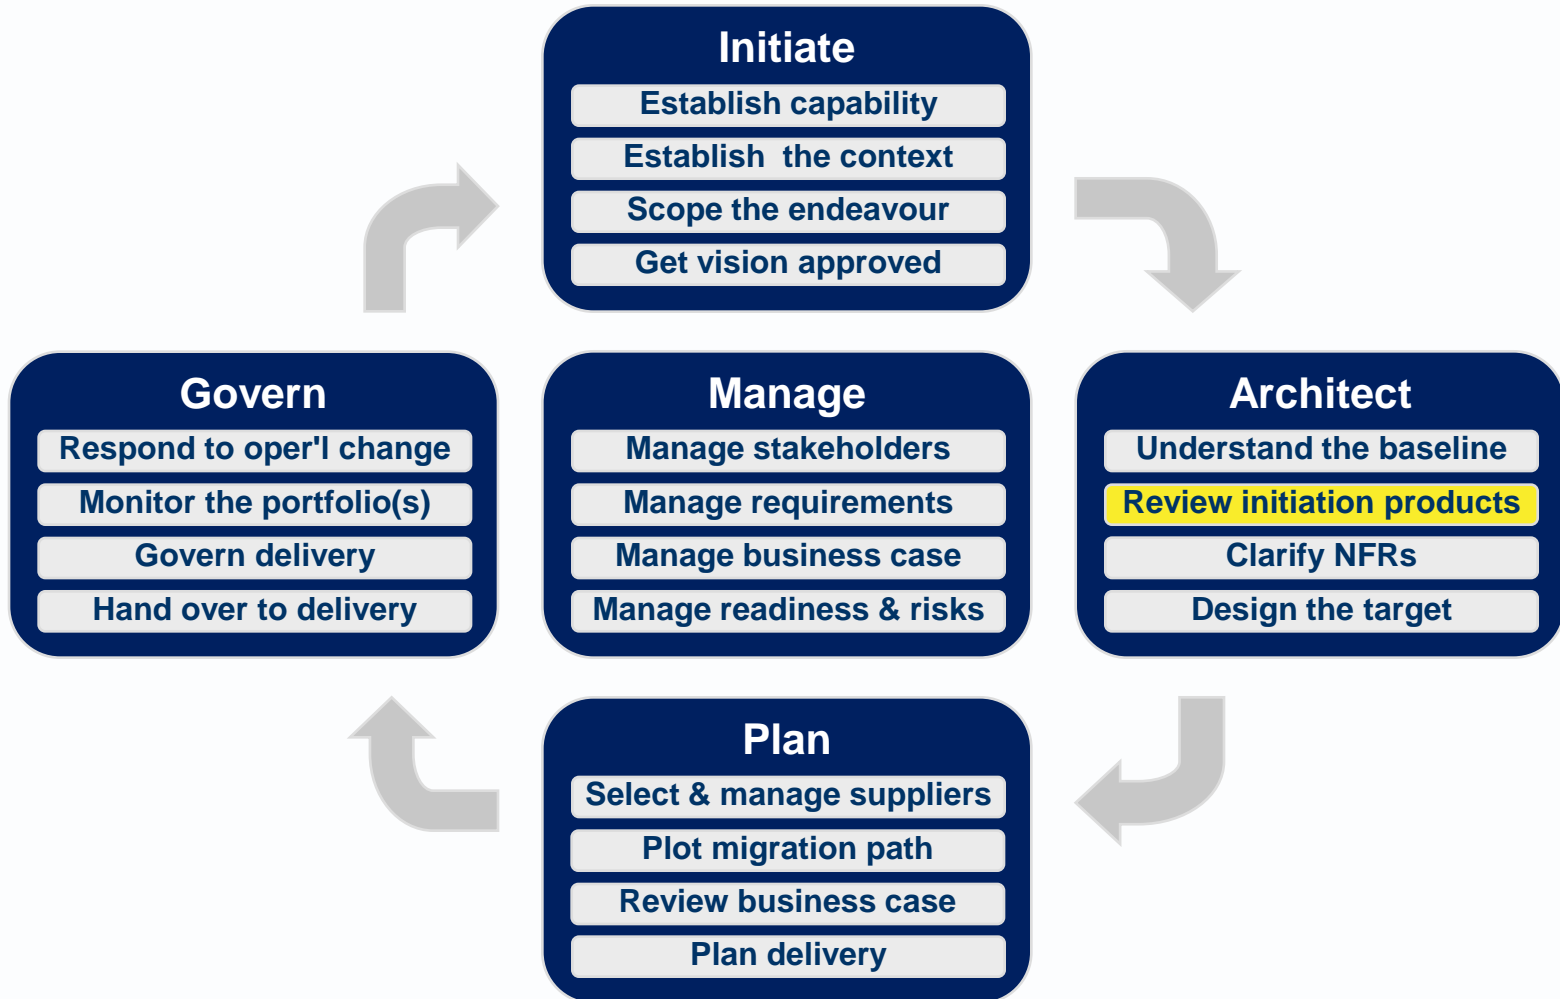 Initiate
Establish capability
Establish  the context
Scope the endeavour
Get vision approved
Govern
Respond to oper'l change
Monitor the portfolio(s)
Govern delivery
Hand over to delivery
Manage
Manage stakeholders
Manage requirements
Manage business case
Manage readiness & risks
Architect
Understand the baseline
Review initiation products
Clarify NFRs
Design the target
Plan
Select & manage suppliers
Plot migration path
Review business case
Plan delivery